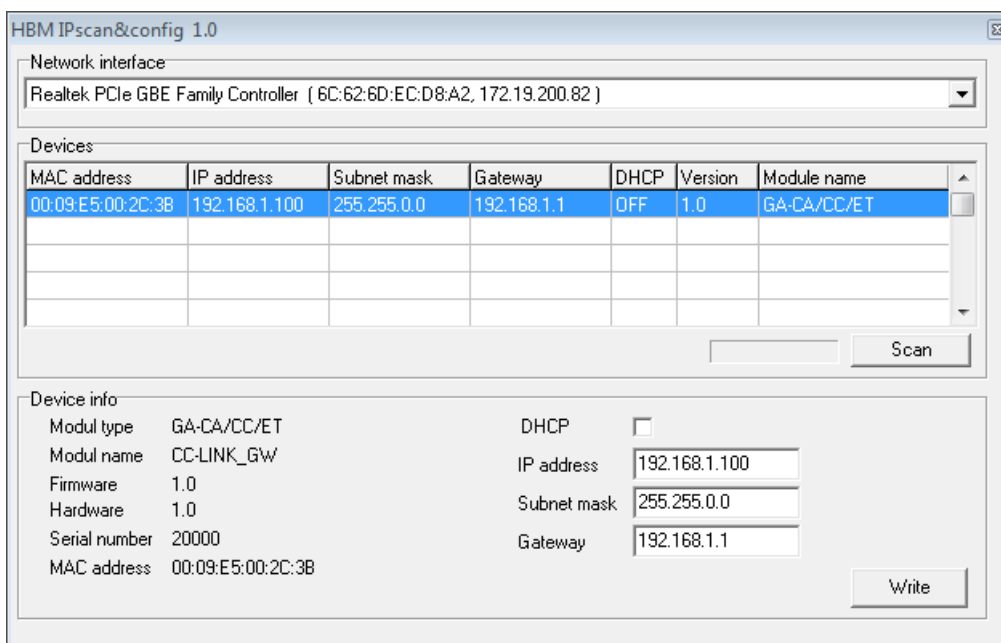 HBM IPscan&config 1.0
Network interface
Realtek PCIe GBE Family Controller ( 6C:62:6D:EC:D8:A2, 172.19.200.82 )
Devices
MAC address IP address Subnet mask Gateway DHCP Version Module name
00:09:E5:00:2C:3B 192.168.1.100 255.255.0.0 192.168.1.1 OFF 1.0 GA-CA/CC/ET
Scan
Device info
Modul type GA-CA/CC/ET
Modul name CC-LINK_GW
Firmware 1.0
Hardware 1.0
Serial number 20000
MAC address 00:09:E5:00:2C:3B
DHCP
IP address 192.168.1.100
Subnet mask 255.255.0.0
Gateway 192.168.1.1
Write